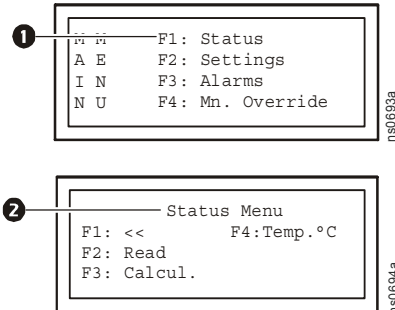 1
M M F1: Status
A E F2: Settings
I N F3: Alarms
N U F4: Mn. Override
ns0693a
2
Status Menu
F1: << F4:Temp.ºC
F2: Read
F3: Calcul.
ns0694a